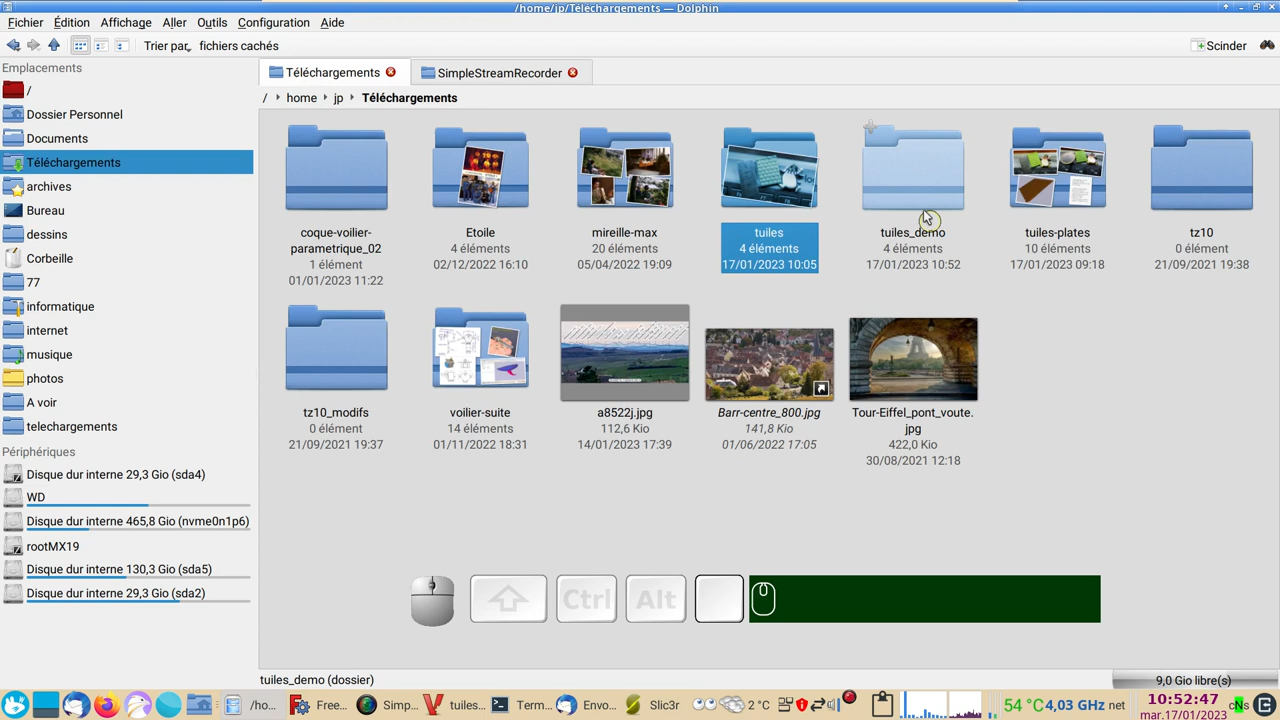 /home/jp/Téléchargements — Dolphin
Fichier Édition Affichage Aller Outils Configuration Aide
Trier par fichiers cachés Scinder
Emplacements
/
Dossier Personnel
Documents
Téléchargements
archives
Bureau
dessins
Corbeille
77
informatique
internet
musique
photos
A voir
telechargements
Périphériques
Disque dur interne 29,3 Gio (sda4)
WD
Disque dur interne 465,8 Gio (nvme0n1p6)
rootMX19
Disque dur interne 130,3 Gio (sda5)
Disque dur interne 29,3 Gio (sda2)
Téléchargements SimpleStreamRecorder
/ home jp Téléchargements
coque-voilier-
parametrique_02
1 élément
01/01/2023 11:22
Etoile
4 éléments
02/12/2022 16:10
mireille-max
20 éléments
05/04/2022 19:09
tuiles
4 éléments
17/01/2023 10:05
tuiles_demo
4 éléments
17/01/2023 10:52
tuiles-plates
10 éléments
17/01/2023 09:18
tz10
0 élément
21/09/2021 19:38
tz10_modifs
0 élément
21/09/2021 19:37
voilier-suite
14 éléments
01/11/2022 18:31
a8522j.jpg
112,6 Kio
14/01/2023 17:39
Barr-centre_800.jpg
141,8 Kio
01/06/2022 17:05
Tour-Eiffel_pont_voute.
jpg
422,0 Kio
30/08/2021 12:18
Ctrl Alt
tuiles_demo (dossier) 9,0 Gio libre(s)
/ho... Free... Simp... tuiles... Term... Envo... Slic3r 2 °C 54 °C 4,03 GHz net 10:52:47
mar.17/01/2023
cNs